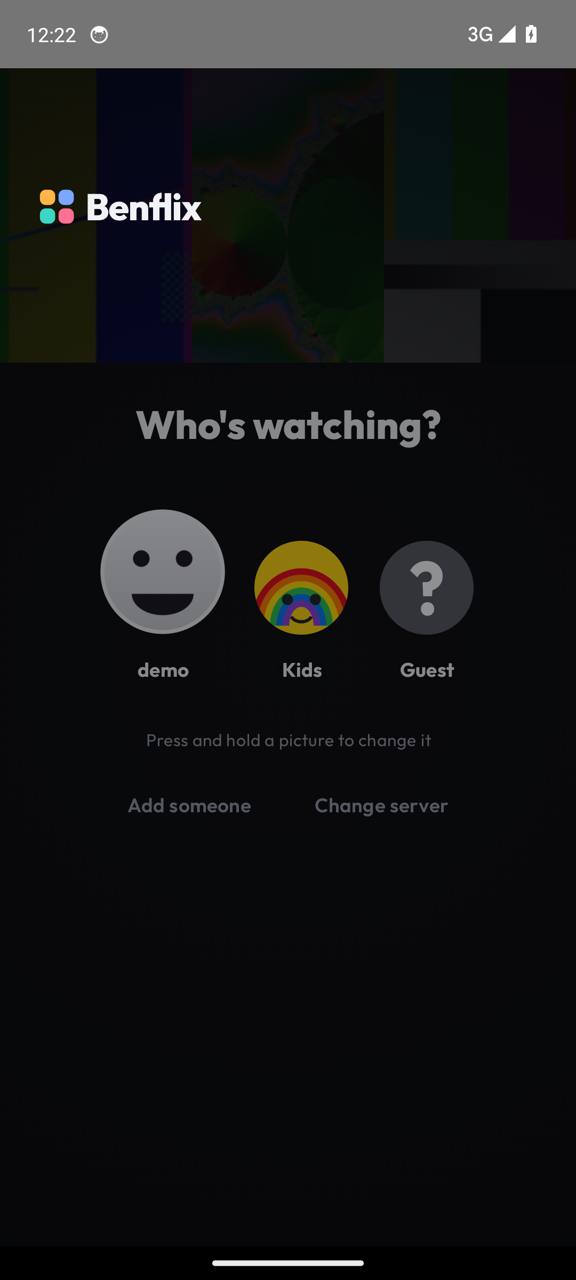 12:22
3G
Benflix
Who's watching?
demo
Kids
Guest
Press and hold a picture to change it
Add someone
Change server